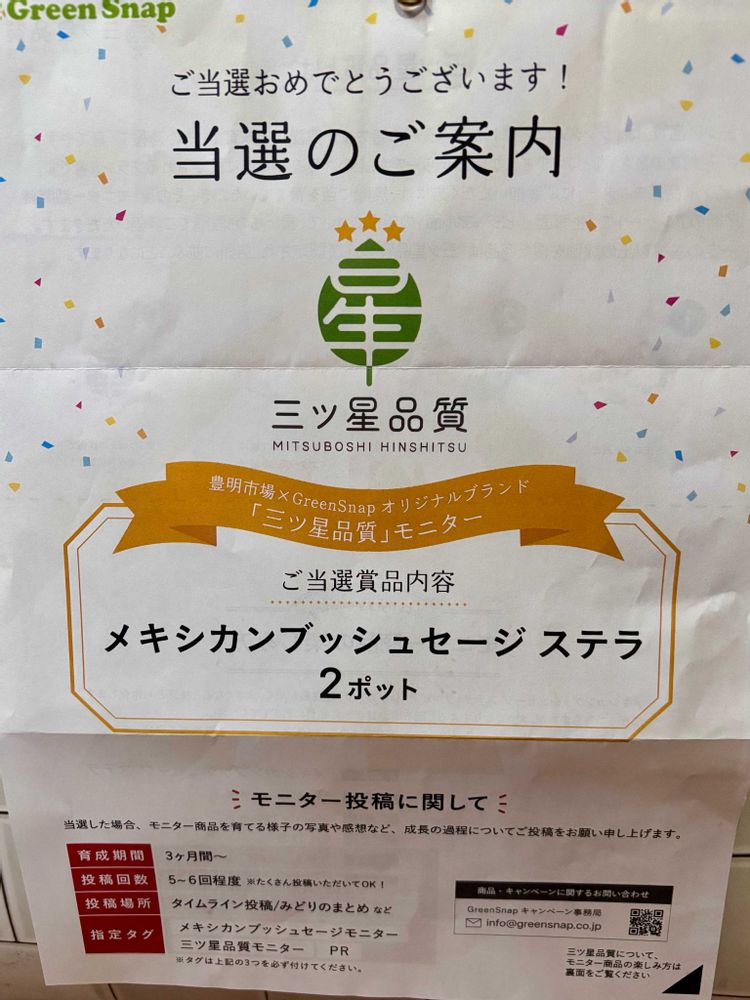 Green Snap
ご当選おめでとうございます！
当選のご案内
三ツ星品質
MITSUBOSHI HINSHITSU
豊明市場×GreenSnap オリジナルブランド
「三ツ星品質」モニター
ご当選賞品内容
メキシカンブッシュセージ ステラ
2ポット
モニター投稿に関して
当選した場合、モニター商品を育てる様子の写真や感想など、成長の過程についてご投稿をお願い申し上げます。
育成期間 3ヶ月間〜
投稿回数 5~6回程度 ※たくさん投稿いただいてOK！
投稿場所 タイムライン投稿/みどりのまとめ など
指定タグ メキシカンブッシュセージモニター
三ツ星品質モニター PR
※タグは上記の3つを必ず付けてください。
商品・キャンペーンに関するお問い合わせ
GreenSnap キャンペーン事務局
info@greensnap.co.jp
三ツ星品質について、
モニター商品の楽しみ方は
裏面をご覧ください